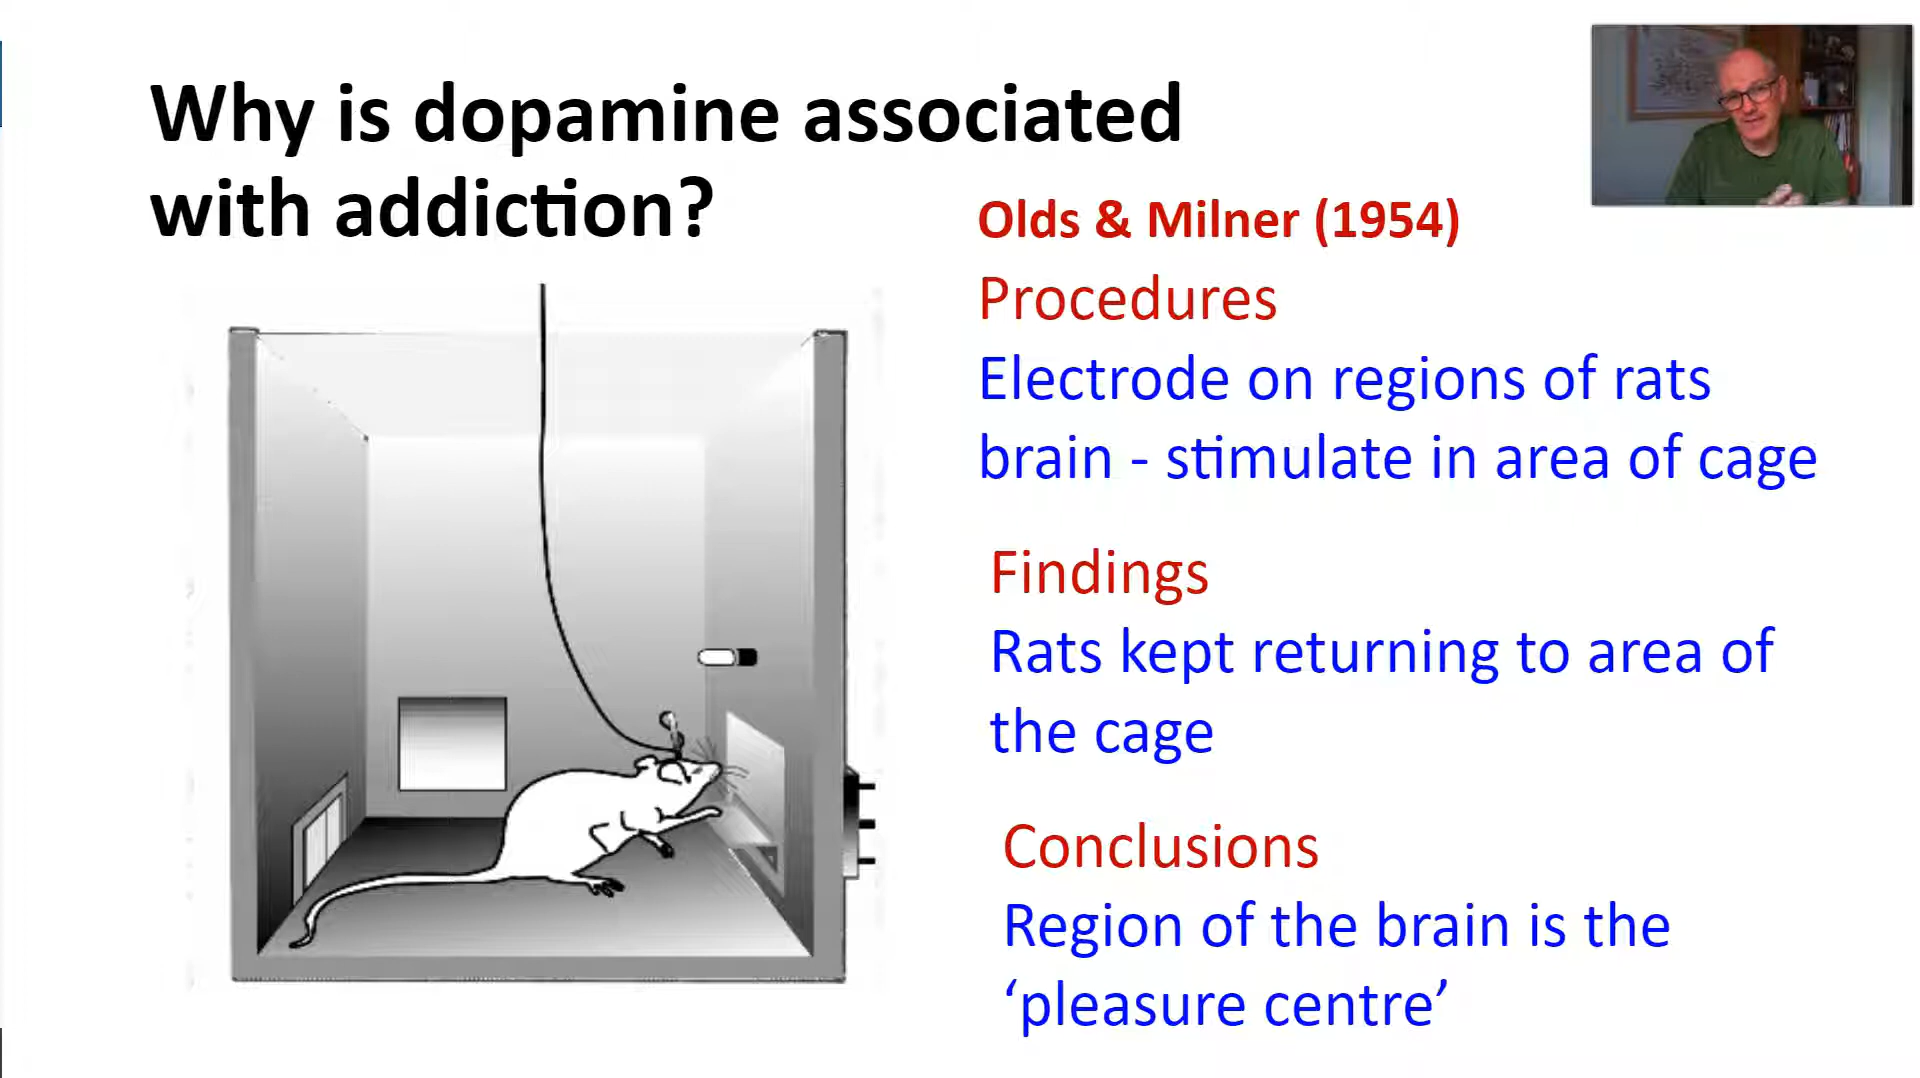 Why is dopamine associated
with addiction?
Olds & Milner (1954)
Procedures
Electrode on regions of rats
brain - stimulate in area of cage
Findings
Rats kept returning to area of
the cage
Conclusions
Region of the brain is the
‘pleasure centre’